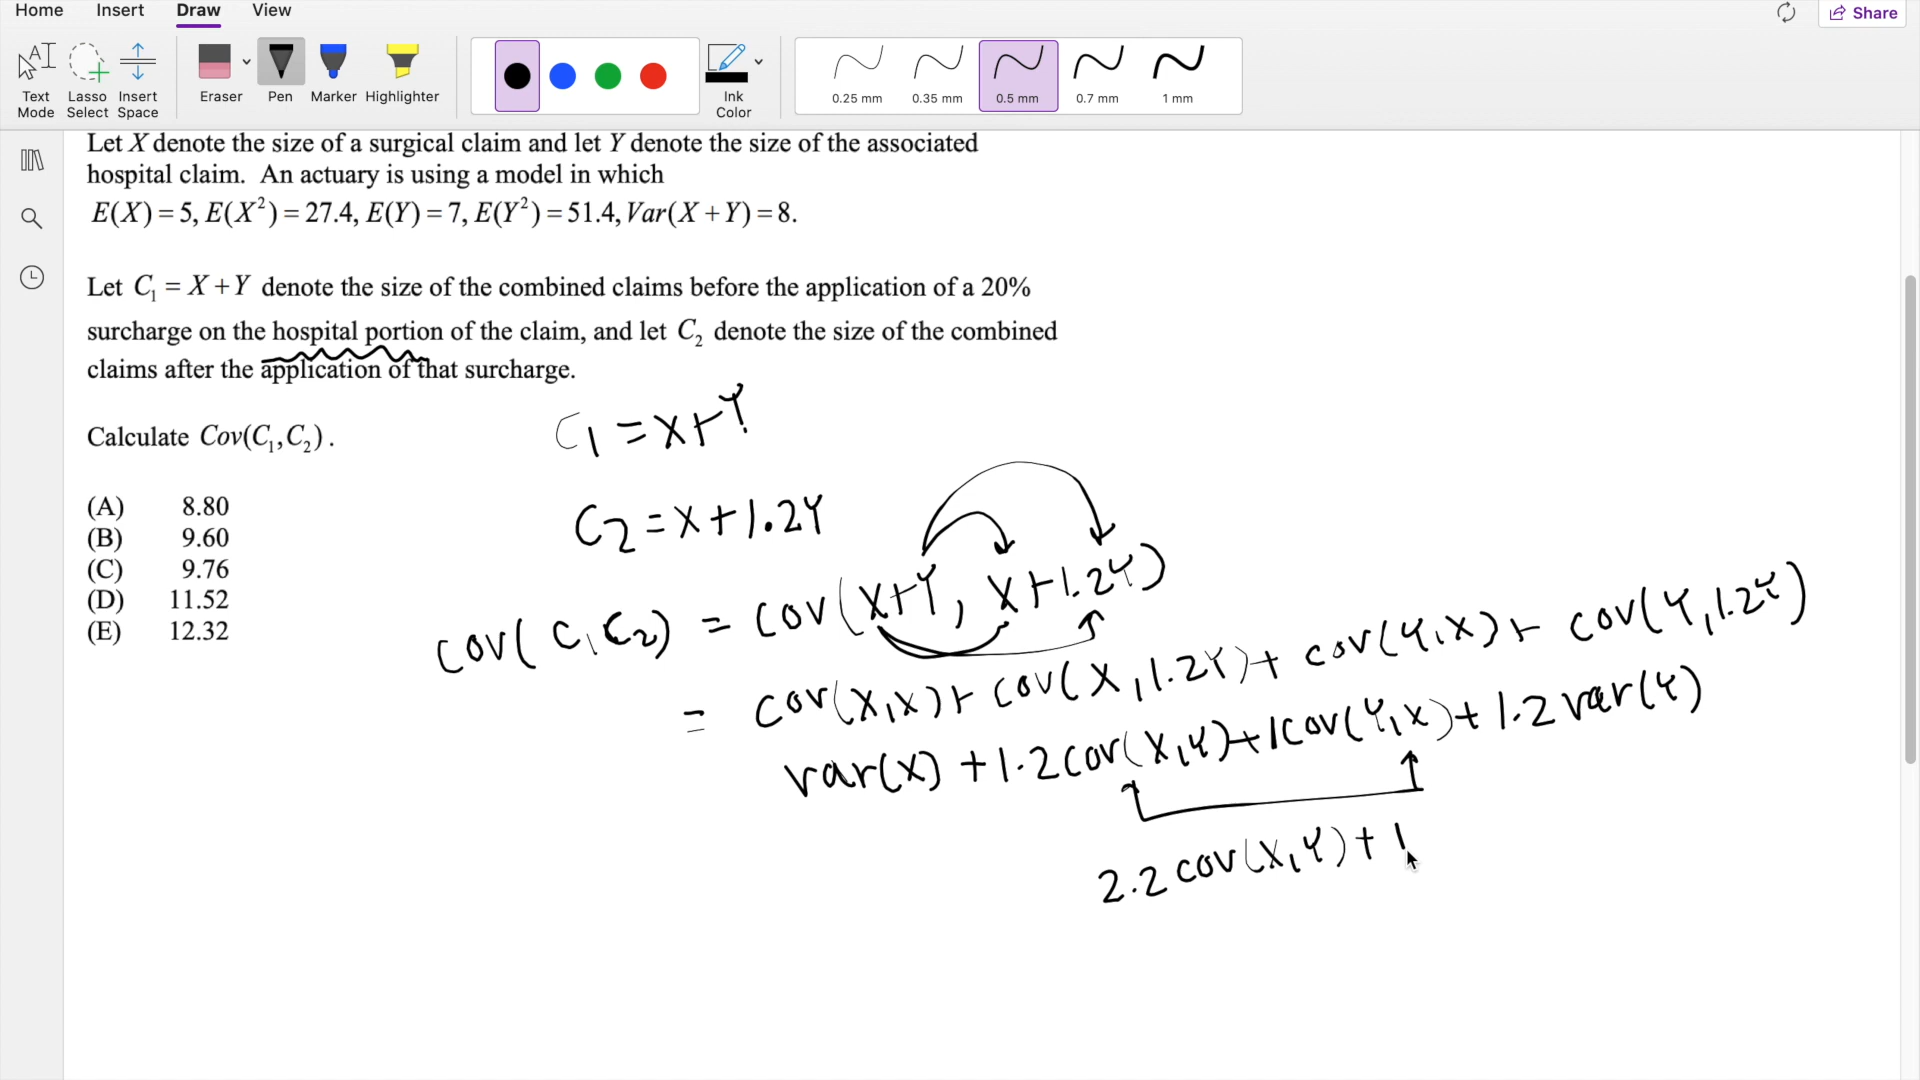 Home Insert Draw View Share
Text Mode Lasso Select Insert Space Eraser Pen Marker Highlighter Ink Color 0.25 mm 0.35 mm 0.5 mm 0.7 mm 1 mm
Let X denote the size of a surgical claim and let Y denote the size of the associated
hospital claim. An actuary is using a model in which
E(X) = 5, E(X²) = 27.4, E(Y) = 7, E(Y²) = 51.4, Var(X + Y) = 8.
Let C₁ = X + Y denote the size of the combined claims before the application of a 20%
surcharge on the hospital portion of the claim, and let C₂ denote the size of the combined
claims after the application of that surcharge.
Calculate Cov(C₁, C₂).
(A) 8.80
(B) 9.60
(C) 9.76
(D) 11.52
(E) 12.32
C1 = X + Y
C2 = X + 1.2Y
cov( C1 C2) = cov(X+Y, X+1.2Y)
= cov(X,X) + cov(X,1.2Y) + cov(Y,X) + cov(Y,1.2Y)
var(X) + 1.2cov(X,Y) + 1cov(Y,X) + 1.2 var(Y)
2.2 cov(X,Y) + 1